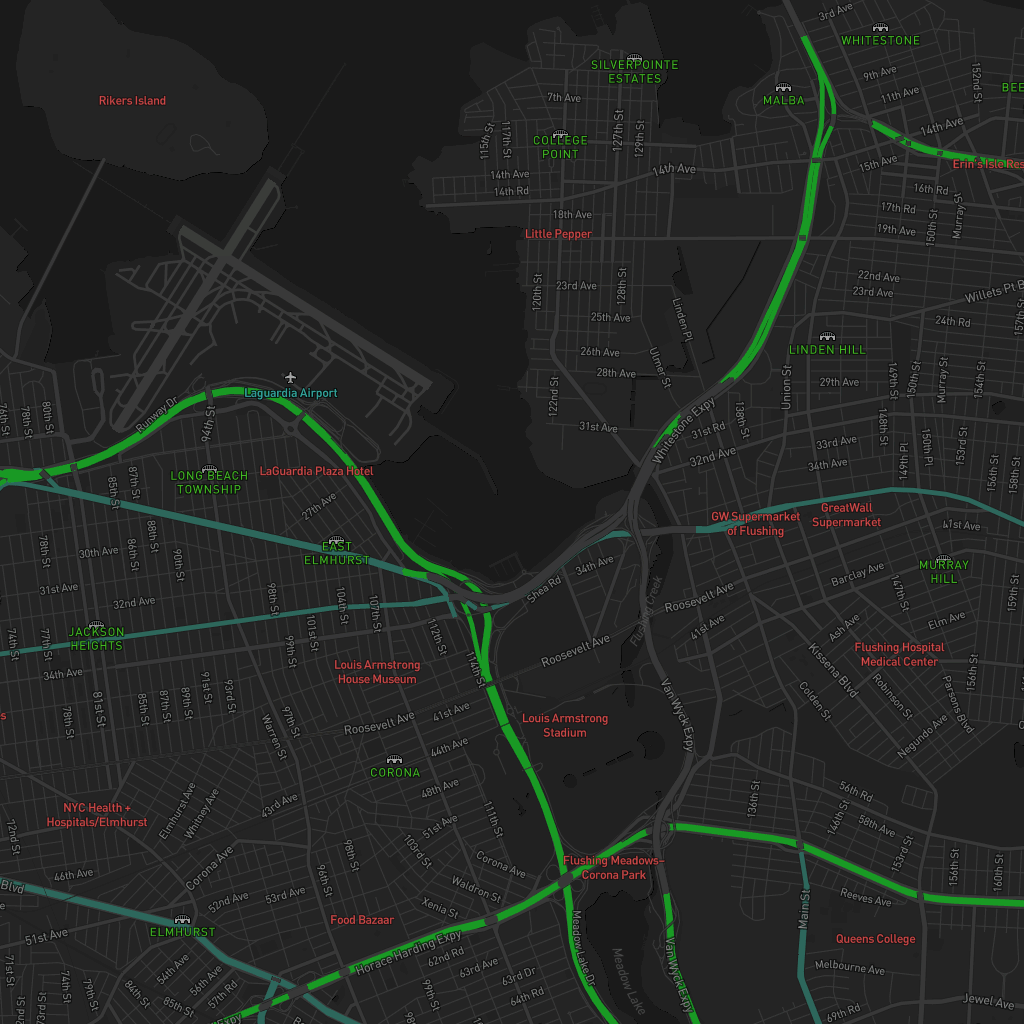 3rd Ave
WHITESTONE
SILVERPOINTE
ESTATES
9th Ave
152nd St
BEE
7th Ave
MALBA
11th Ave
Rikers Island
115th St
117th St
127th St
129th St
COLLEGE
POINT
14th Ave
15th Ave
Erin's Isle Res
14th Ave
14th Ave
14th Rd
16th Rd
17th Rd
150th St
Murray St
18th Ave
19th Ave
Little Pepper
120th St
128th St
23rd Ave
22nd Ave
23rd Ave
Willets Pt B
157th St
Linden Pl
25th Ave
24th Rd
26th Ave
LINDEN HILL
Ulmer St
28th Ave
Union St
29th Ave
147th St
150th St
Murray St
154th St
Laguardia Airport
122nd St
76th St
78th St
80th St
Runway Dr
94th St
31st Ave
Whitestone Expy
138th St
31st Rd
148th St
33rd Ave
149th Pl
150th Pl
153rd St
32nd Ave
34th Ave
156th St
158th St
LaGuardia Plaza Hotel
LONG BEACH
TOWNSHIP
85th St
87th St
27th Ave
GreatWall
Supermarket
GW Supermarket
of Flushing
41st Ave
78th St
30th Ave
86th St
88th St
90th St
EAST
ELMHURST
34th Ave
Shea Rd
MURRAY
HILL
Barclay Ave
31st Ave
32nd Ave
98th St
104th St
107th St
Roosevelt Ave
147th St
159th St
Flushing Creek
74th St
77th St
JACKSON
HEIGHTS
99th St
101st St
112th St
114th St
41st Ave
Ash Ave
Elm Ave
Roosevelt Ave
Kissena Blvd
Flushing Hospital
Medical Center
34th Ave
Louis Armstrong
House Museum
156th St
81st St
85th St
87th St
89th St
91st St
93rd St
Colden St
Robinson St
Parsons Blvd
s
78th St
97th St
Warren St
Roosevelt Ave
41st Ave
Van Wyck Expy
Louis Armstrong
Stadium
Negundo Ave
44th Ave
CORONA
48th Ave
136th St
56th Rd
NYC Health +
Hospitals/Elmhurst
Elmhurst Ave
Whitney Ave
43rd Ave
111th St
146th St
58th Ave
72nd St
51st Ave
103rd St
98th St
Corona Ave
Corona Ave
Flushing Meadows-
Corona Park
153rd St
156th St
160th St
46th Ave
Blvd
96th St
Waldron St
Reeves Ave
52nd Ave
53rd Ave
Xenia St
Food Bazaar
Main St
ELMHURST
51st Ave
Meadow Lake Dr
Van Wyck Expy
Queens College
Horace Harding Expy
62nd Rd
63rd Ave
63rd Dr
Melbourne Ave
71st St
74th St
79th St
54th Ave
56th Ave
57th Rd
Meadow Lake
84th St
85th St
99th St
64th Rd
Jewel Ave
69th Rd
72nd St
73rd St
Expy
98th